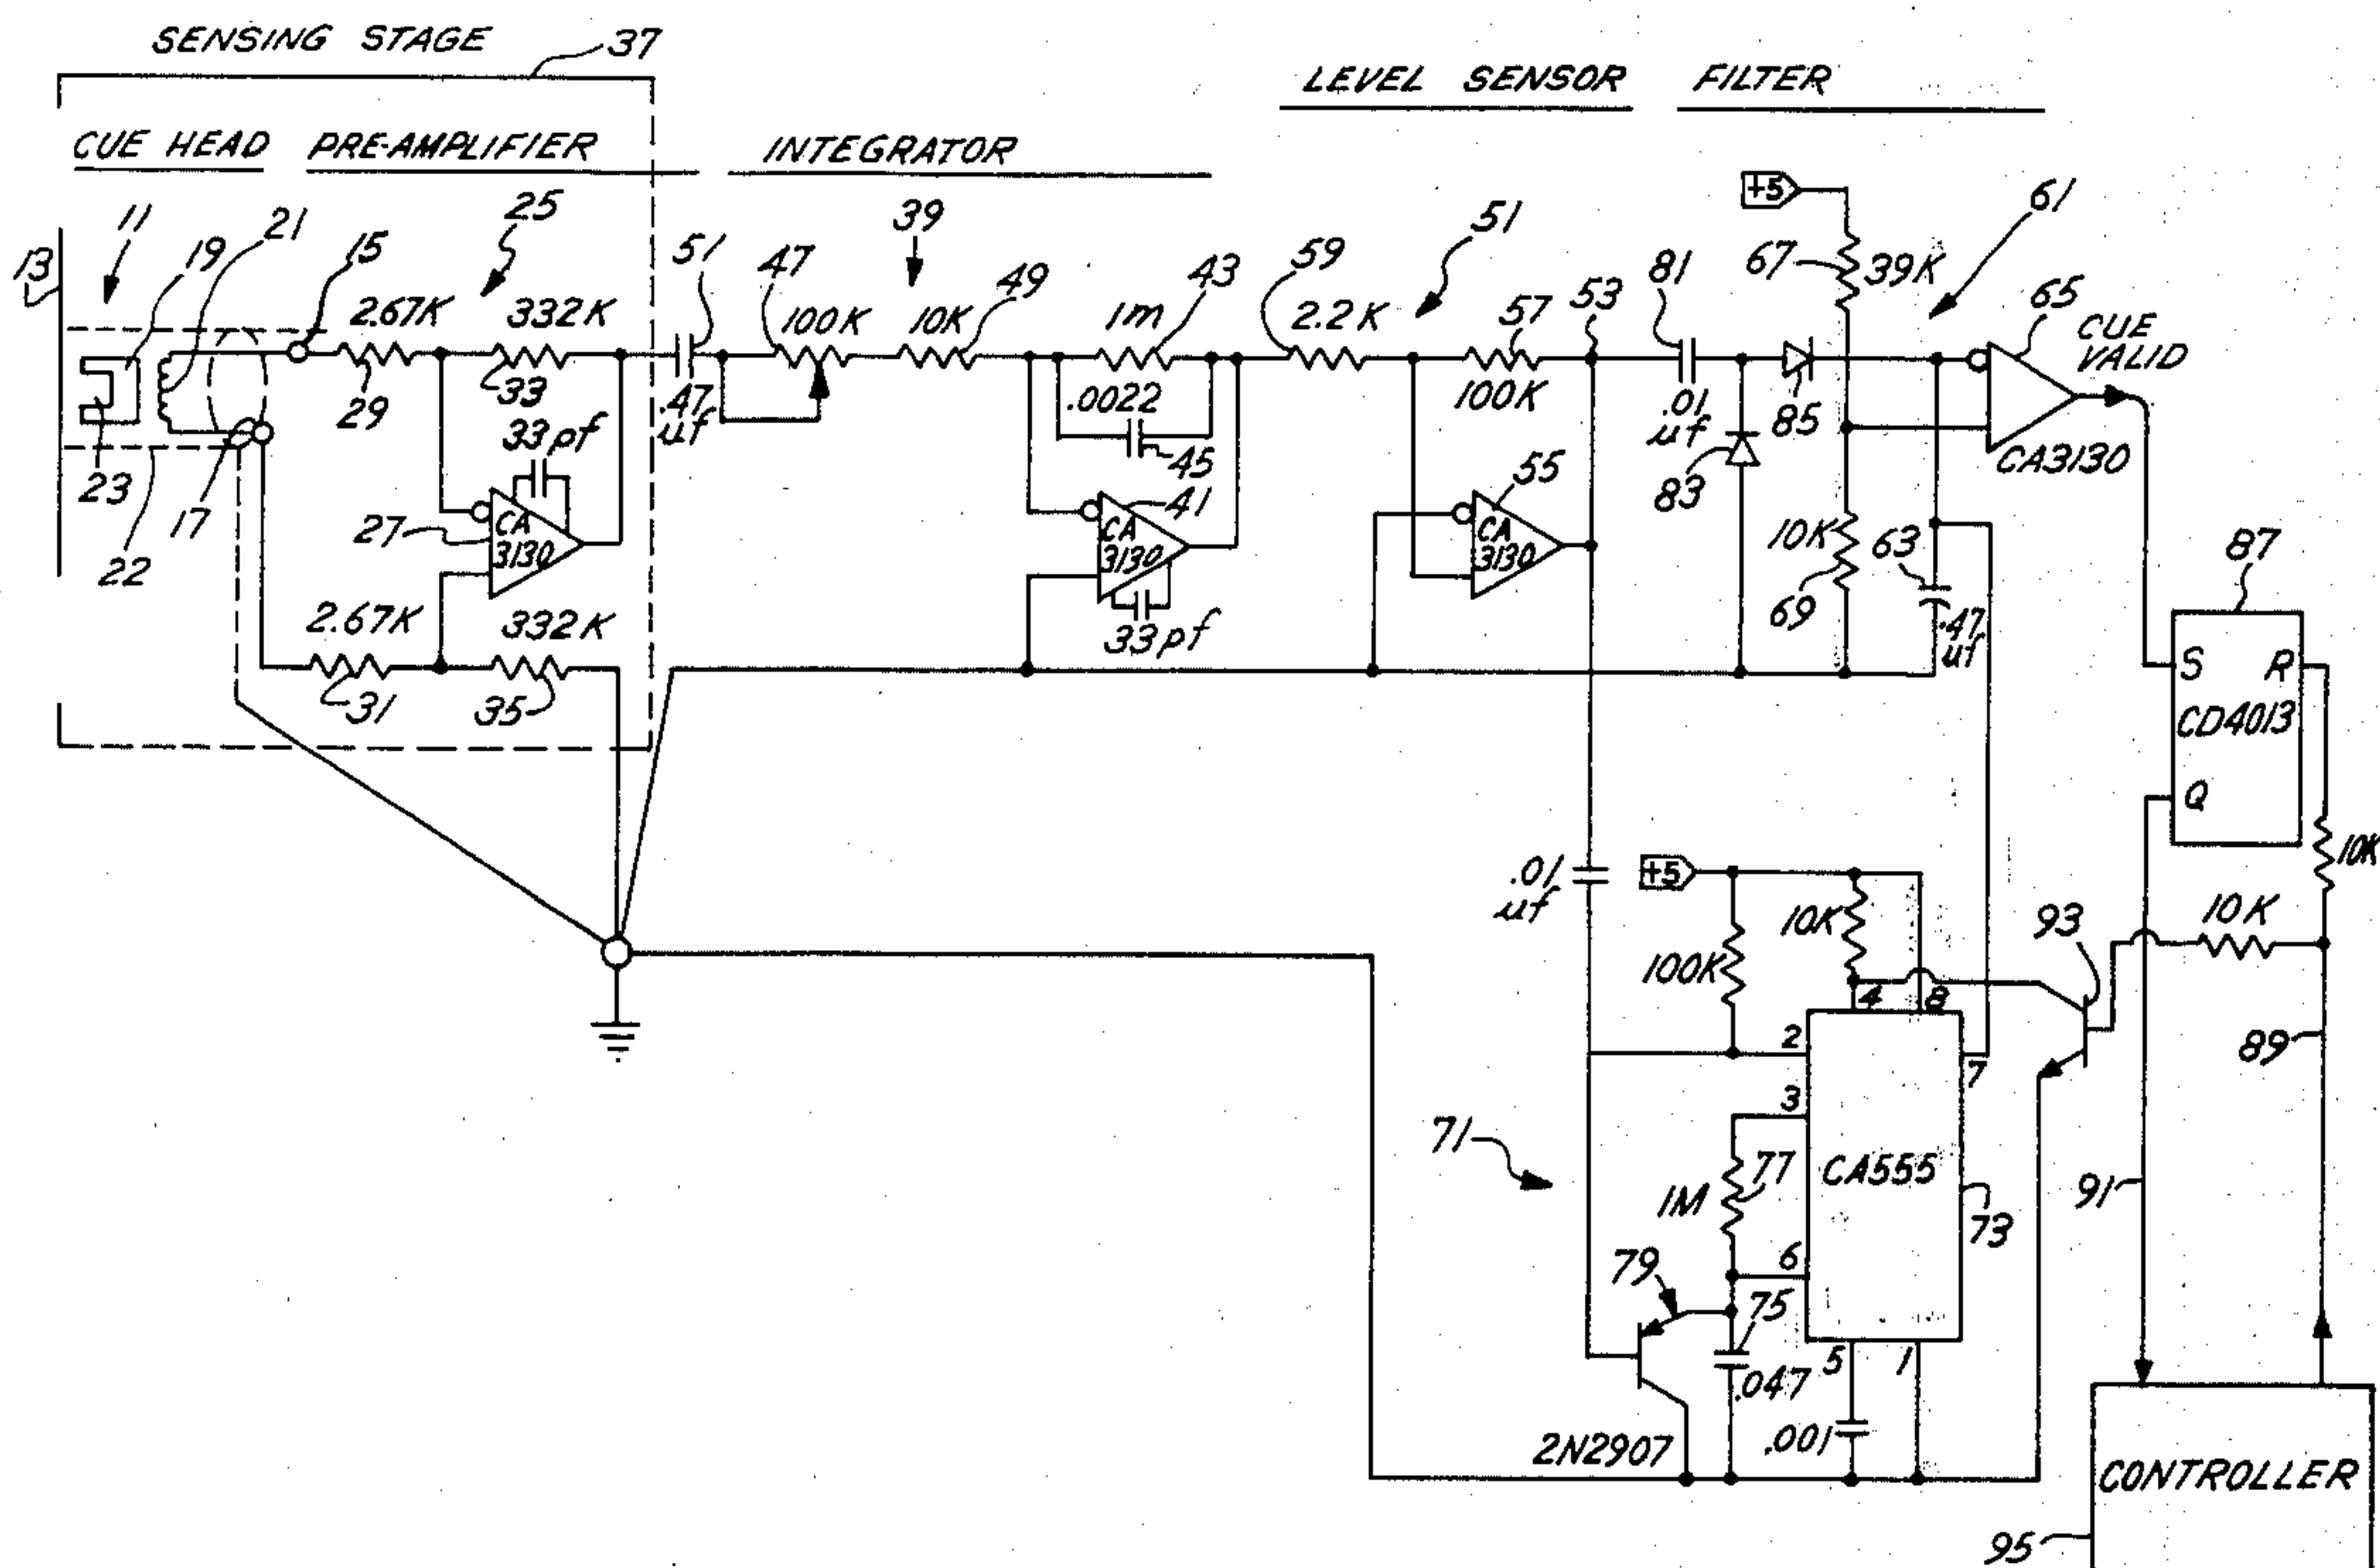 SENSING STAGE
37
LEVEL SENSOR
FILTER
CUE HEAD
PRE-AMPLIFIER
INTEGRATOR
+5
61
11
21
25
39
51
13
19
15
51
47
49
43
59
57
53
81
67
39K
65
2.67K
332K
100K
10K
1m
2.2K
CUE
VALID
29
33
.47
µf
.0022
45
100K
.01
µf
85
CA3130
23
17
33pf
27
CA
3130
41
CA
3130
55
CA
3130
83
10K
63
87
22
2.67K
332K
33pf
69
.47
µf
31
35
S
R
CD4013
Q
.01
µf
+5
10K
10K
93
10K
100K
4
8
2
7
89
3
71
1M
77
CA555
73
91
6
79
75
5
1
.047
2N2907
.001
CONTROLLER
95